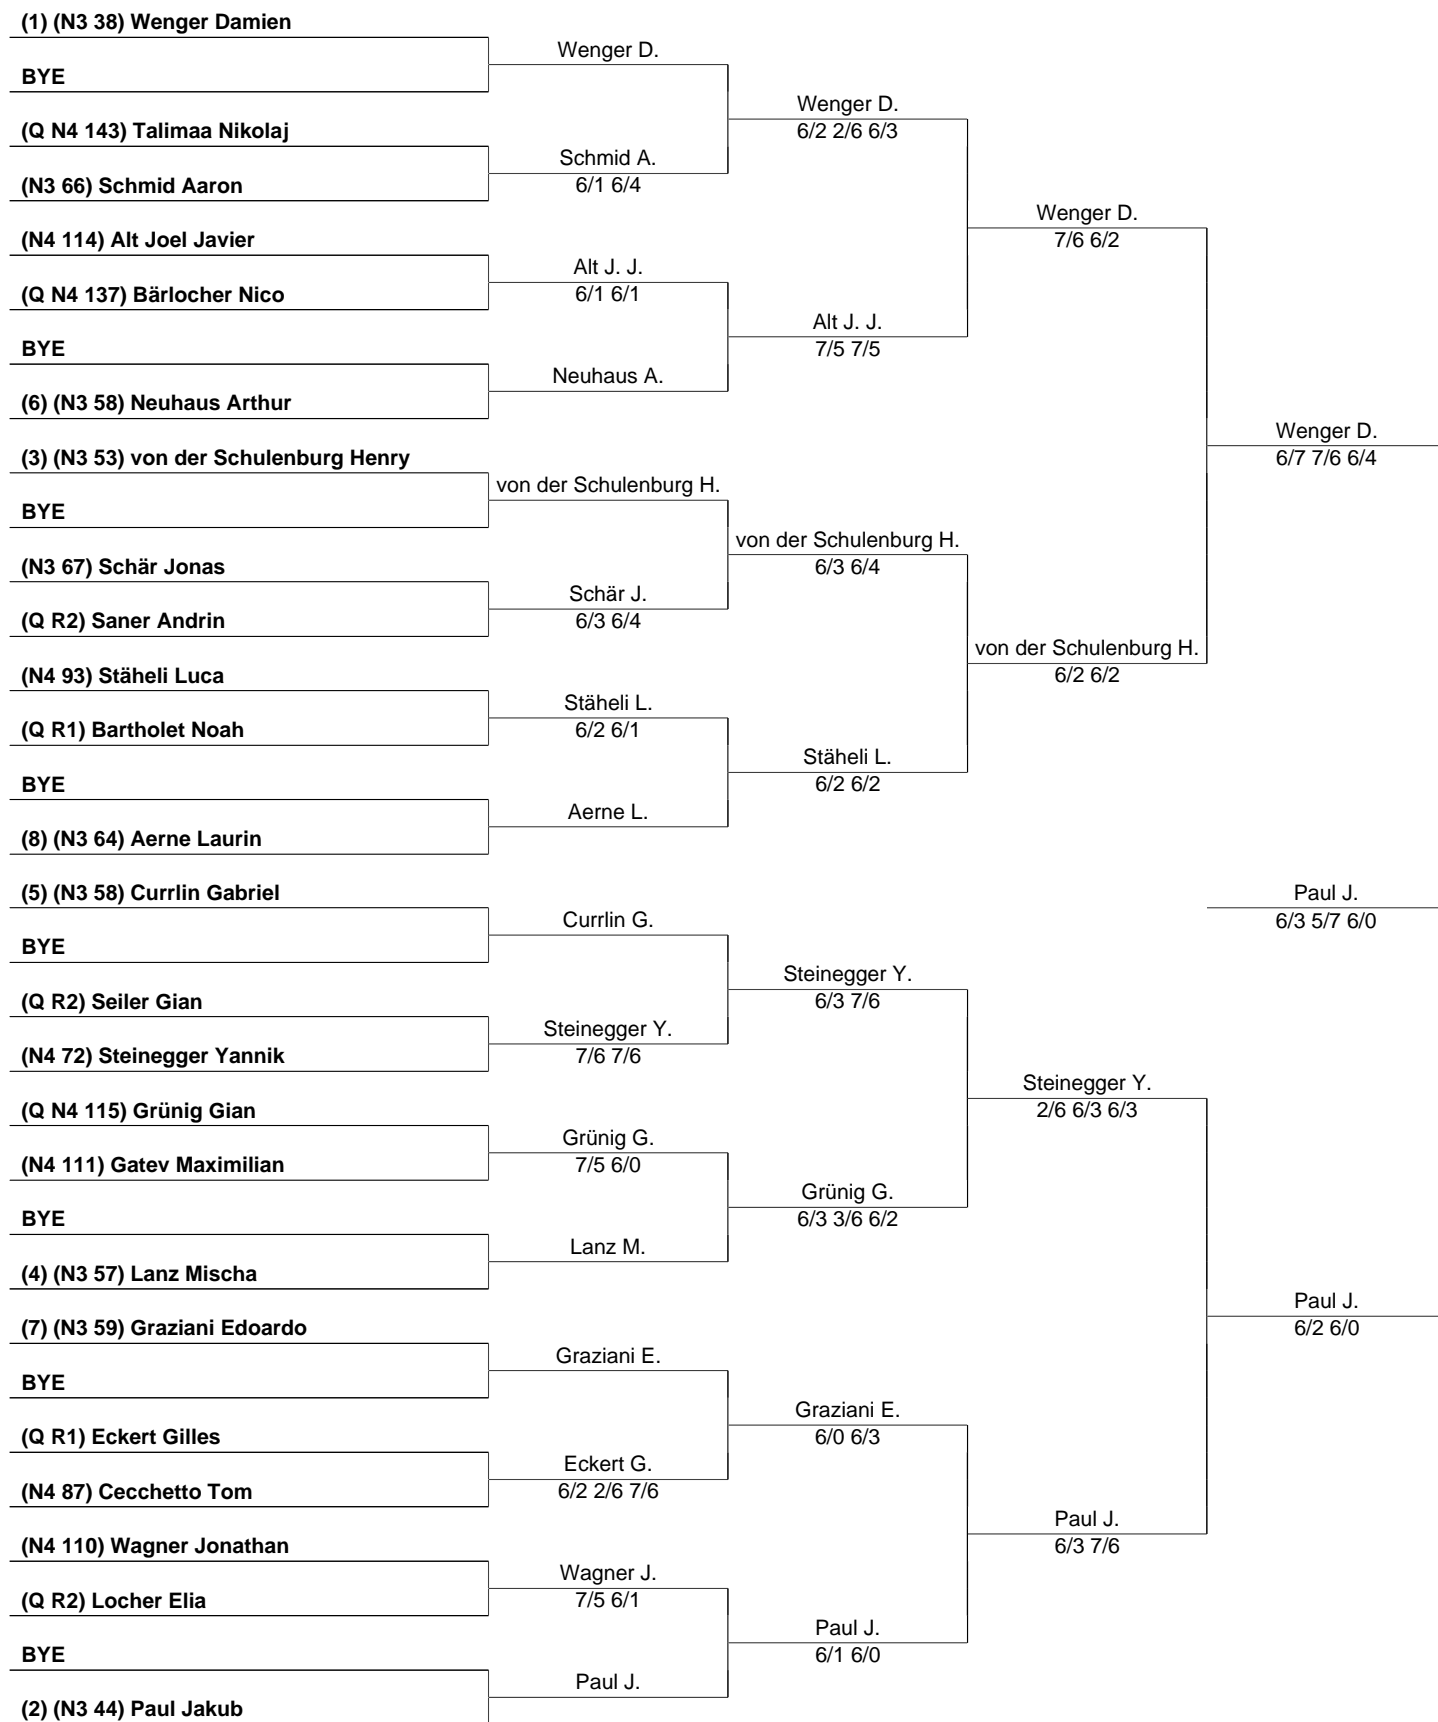 (1) (N3 38) Wenger Damien
BYE
(Q N4 143) Talimaa Nikolaj
(N3 66) Schmid Aaron
(N4 114) Alt Joel Javier
(Q N4 137) Bärlocher Nico
BYE
(6) (N3 58) Neuhaus Arthur
(3) (N3 53) von der Schulenburg Henry
BYE
(N3 67) Schär Jonas
(Q R2) Saner Andrin
(N4 93) Stäheli Luca
(Q R1) Bartholet Noah
BYE
(8) (N3 64) Aerne Laurin
(5) (N3 58) Currlin Gabriel
BYE
(Q R2) Seiler Gian
(N4 72) Steinegger Yannik
(Q N4 115) Grünig Gian
(N4 111) Gatev Maximilian
BYE
(4) (N3 57) Lanz Mischa
(7) (N3 59) Graziani Edoardo
BYE
(Q R1) Eckert Gilles
(N4 87) Cecchetto Tom
(N4 110) Wagner Jonathan
(Q R2) Locher Elia
BYE
(2) (N3 44) Paul Jakub
Wenger D.
Schmid A.
6/1 6/4
Alt J. J.
6/1 6/1
Neuhaus A.
von der Schulenburg H.
Schär J.
6/3 6/4
Stäheli L.
6/2 6/1
Aerne L.
Currlin G.
Steinegger Y.
7/6 7/6
Grünig G.
7/5 6/0
Lanz M.
Graziani E.
Eckert G.
6/2 2/6 7/6
Wagner J.
7/5 6/1
Paul J.
Wenger D.
6/2 2/6 6/3
Alt J. J.
7/5 7/5
von der Schulenburg H.
6/3 6/4
Stäheli L.
6/2 6/2
Steinegger Y.
6/3 7/6
Grünig G.
6/3 3/6 6/2
Graziani E.
6/0 6/3
Paul J.
6/1 6/0
Wenger D.
7/6 6/2
von der Schulenburg H.
6/2 6/2
Steinegger Y.
2/6 6/3 6/3
Paul J.
6/3 7/6
Wenger D.
6/7 7/6 6/4
Paul J.
6/3 5/7 6/0
Paul J.
6/2 6/0